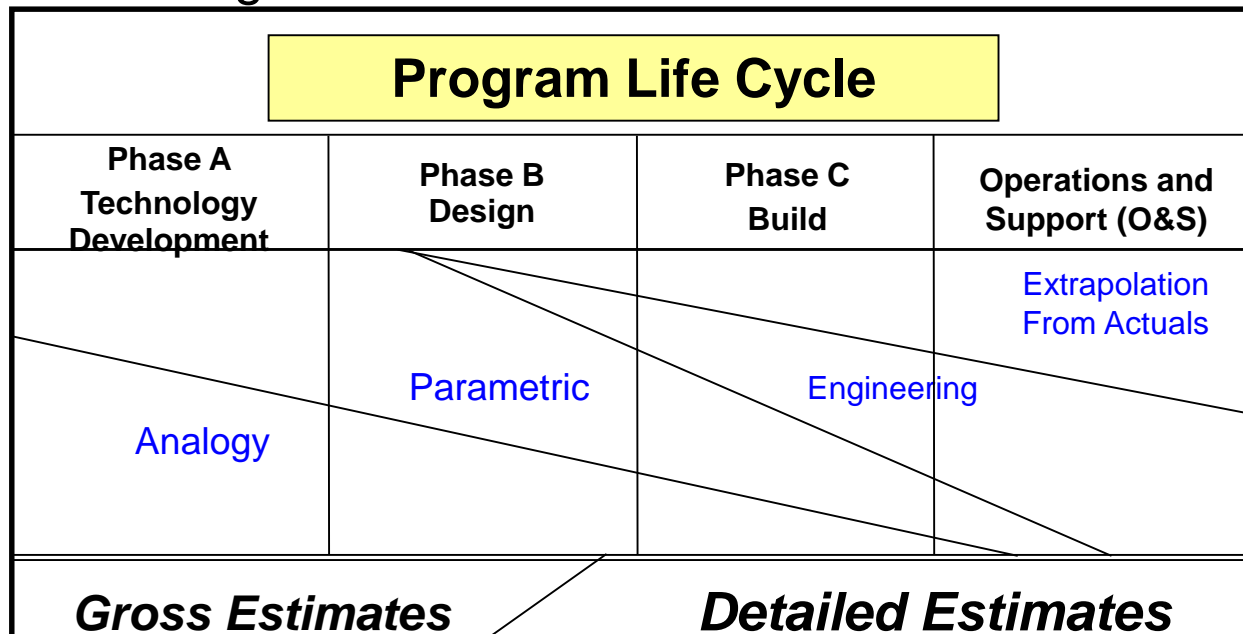 Program Life Cycle
Phase A
Technology
Development
Phase B
Design
Phase C
Build
Operations and
Support (O&S)
Extrapolation
From Actuals
Parametric
Engineering
Analogy
Gross Estimates
Detailed Estimates